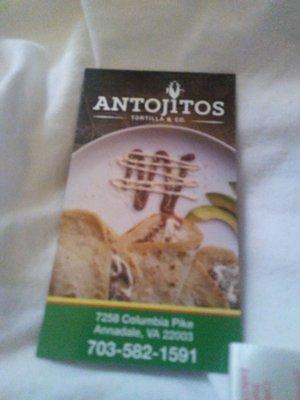 ANTOJITOS
TORTILLA & CO.
7258 Columbia Pike
Annadale, VA 22003
703-582-1591